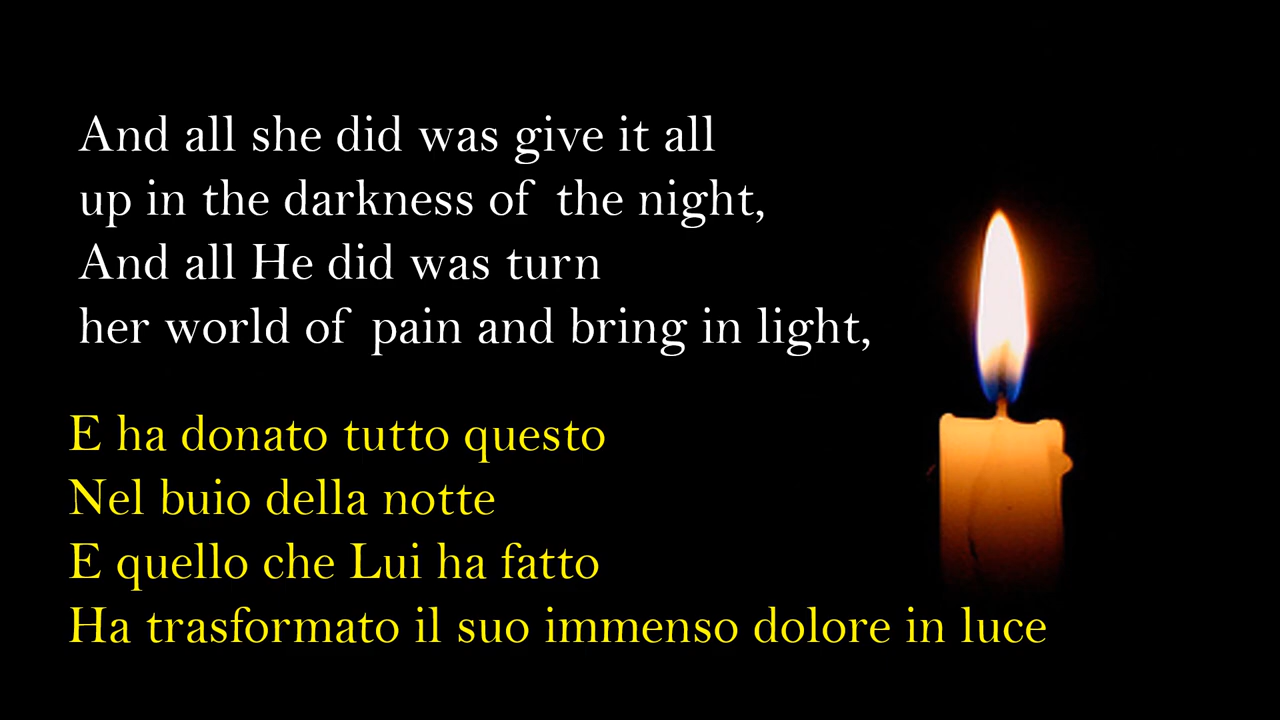 And all she did was give it all
up in the darkness of the night,
And all He did was turn
her world of pain and bring in light,
E ha donato tutto questo
Nel buio della notte
E quello che Lui ha fatto
Ha trasformato il suo immenso dolore in luce